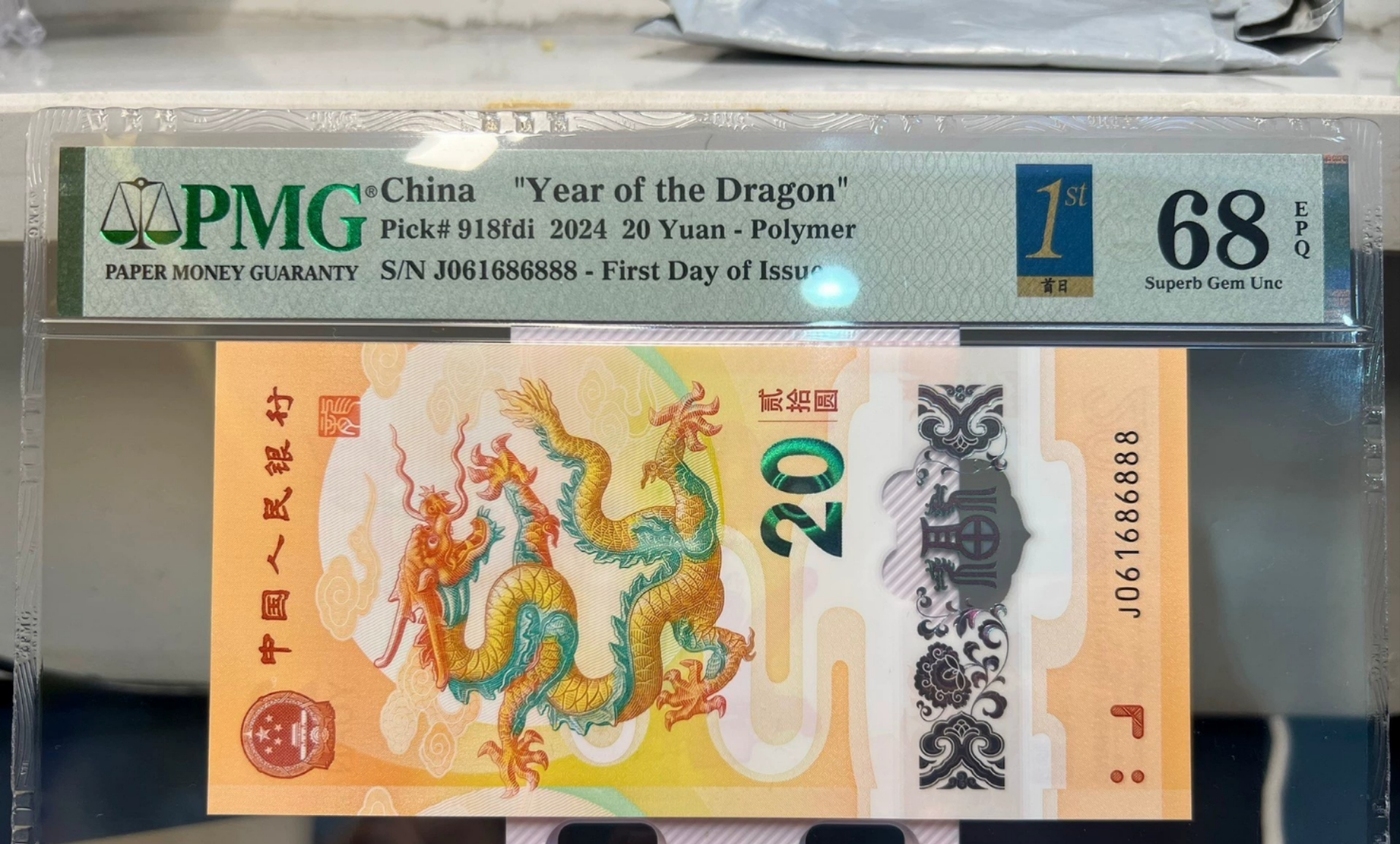 PMG®
PAPER MONEY GUARANTY
China "Year of the Dragon"
Pick# 918fdi 2024 20 Yuan - Polymer
S/N J061686888 - First Day of Issue
1st
首日
68
EPQ
Superb Gem Unc
中国人民银行
贰拾圆
20
J061686888